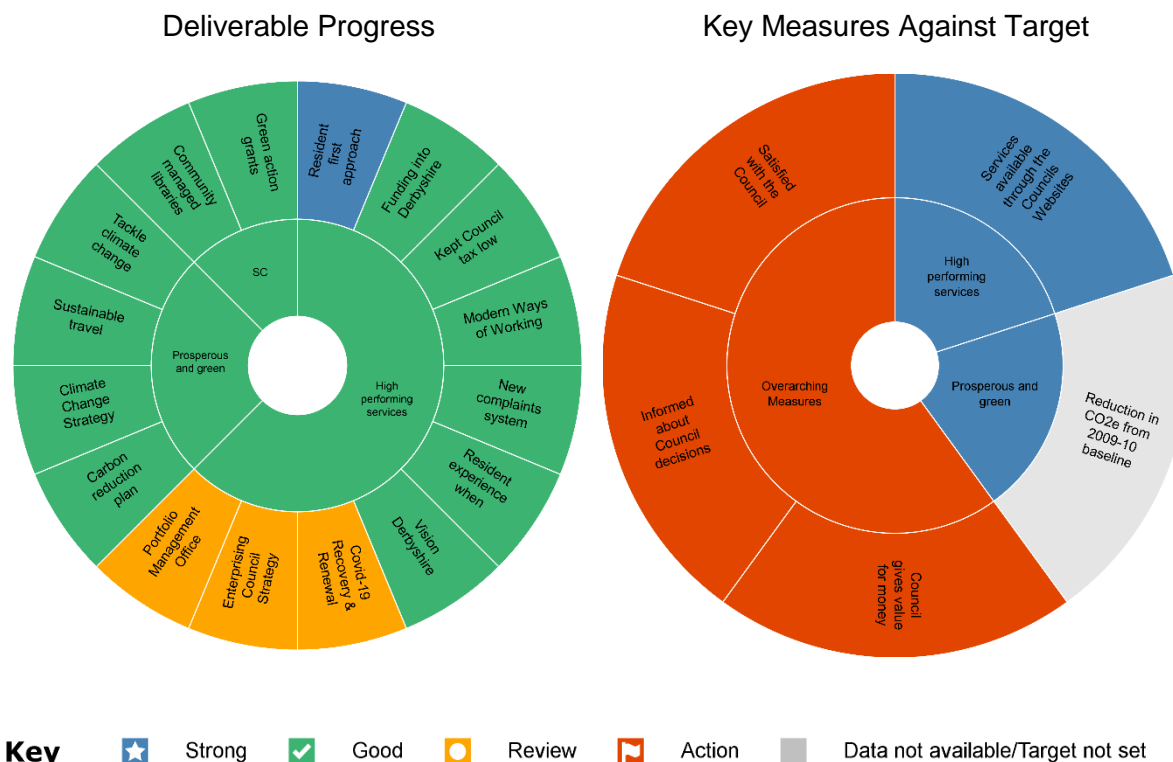 Deliverable Progress
Key Measures Against Target
Resident
first
approach
Funding into
Derbyshire
Kept Council
tax low
Modern Ways
of Working
New
complaints
system
Resident
experience
when
Vision
Derbyshire
Covid-19
Recovery &
Renewal
Enterprising
Council
Strategy
Portfolio
Management
Office
Carbon
reduction
plan
Climate
Change
Strategy
Sustainable
travel
Tackle
climate
change
Community
managed
libraries
Green action
grants
SC
Prosperous
and green
High
performing
services
Services
available
through the
Councils
Websites
Reduction in
CO2e from
2009-10
baseline
Council
gives value
for money
Informed
about
Council
decisions
Satisfied
with the
Council
High
performing
services
Prosperous and
green
Overarching
Measures
Key
Strong
Good
Review
Action
Data not available/Target not set